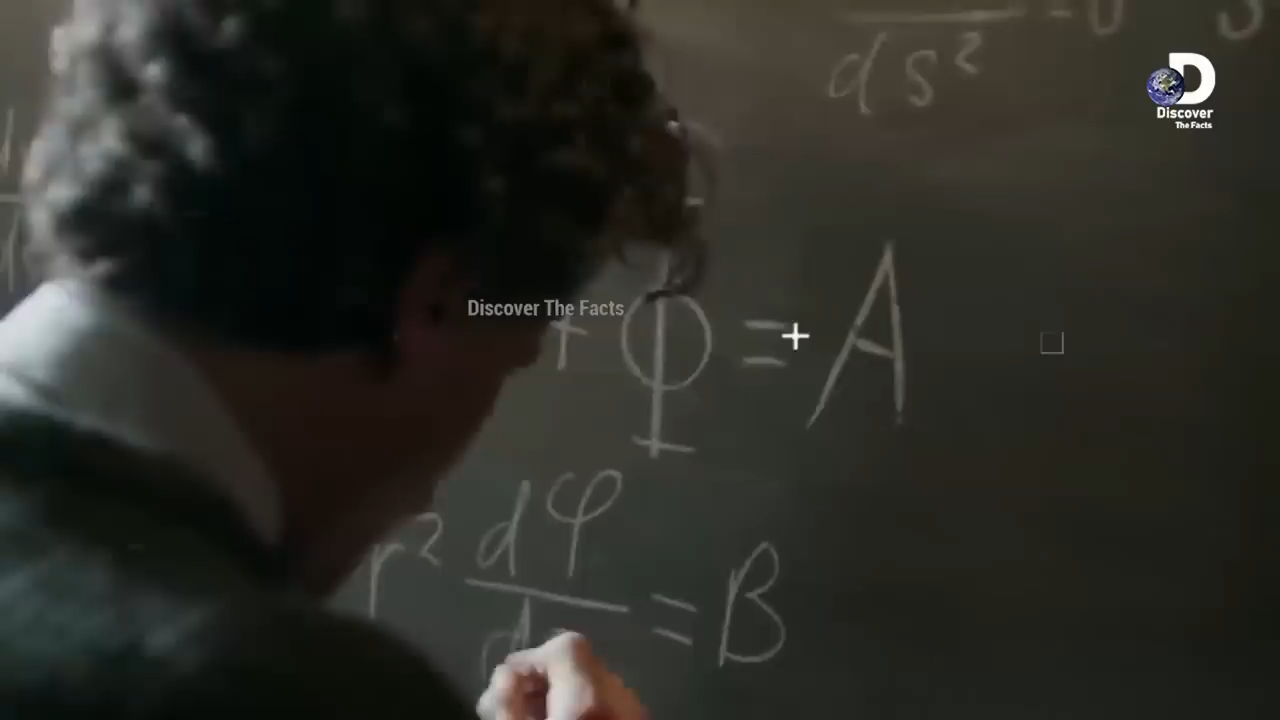 ds²
Discover
The Facts
Discover The Facts
+ Φ = A
r² dφ
= B
d